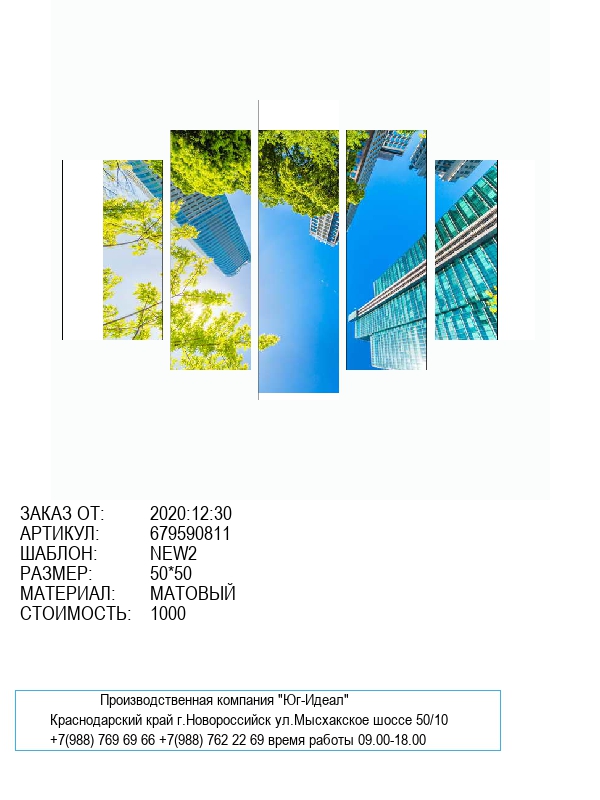 ЗАКАЗ ОТ: 2020:12:30
АРТИКУЛ: 679590811
ШАБЛОН: NEW2
РАЗМЕР: 50*50
МАТЕРИАЛ: МАТОВЫЙ
СТОИМОСТЬ: 1000
Производственная компания "Юг-Идеал"
Краснодарский край г.Новороссийск ул.Мысхакское шоссе 50/10
+7(988) 769 69 66 +7(988) 762 22 69 время работы 09.00-18.00